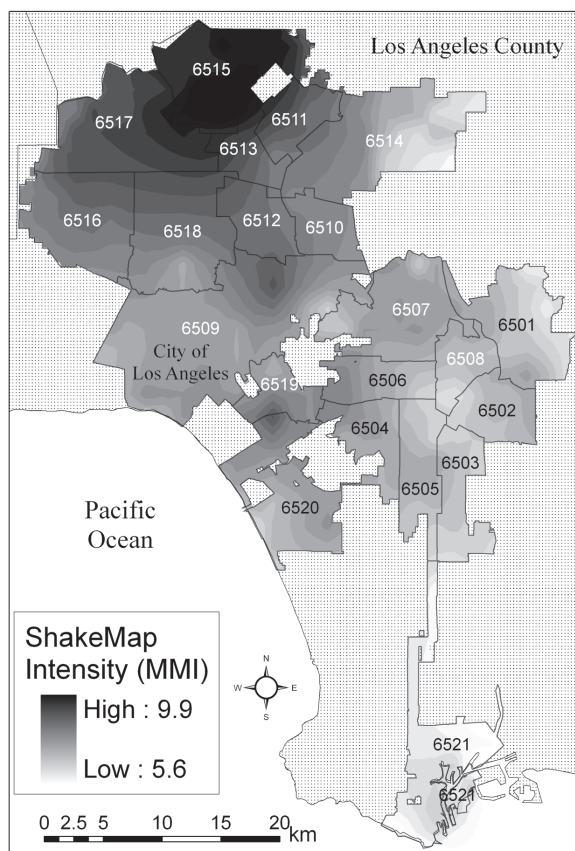 Los Angeles County
6515
6517
6511
6513
6514
6516
6518
6512
6510
6507
6501
6509
City of
Los Angeles
6508
6519
6506
6502
6504
6503
6505
6520
Pacific
Ocean
ShakeMap
Intensity (MMI)
High : 9.9
Low : 5.6
N
W
E
S
6521
6521
0 2.5 5 10 15 20
km